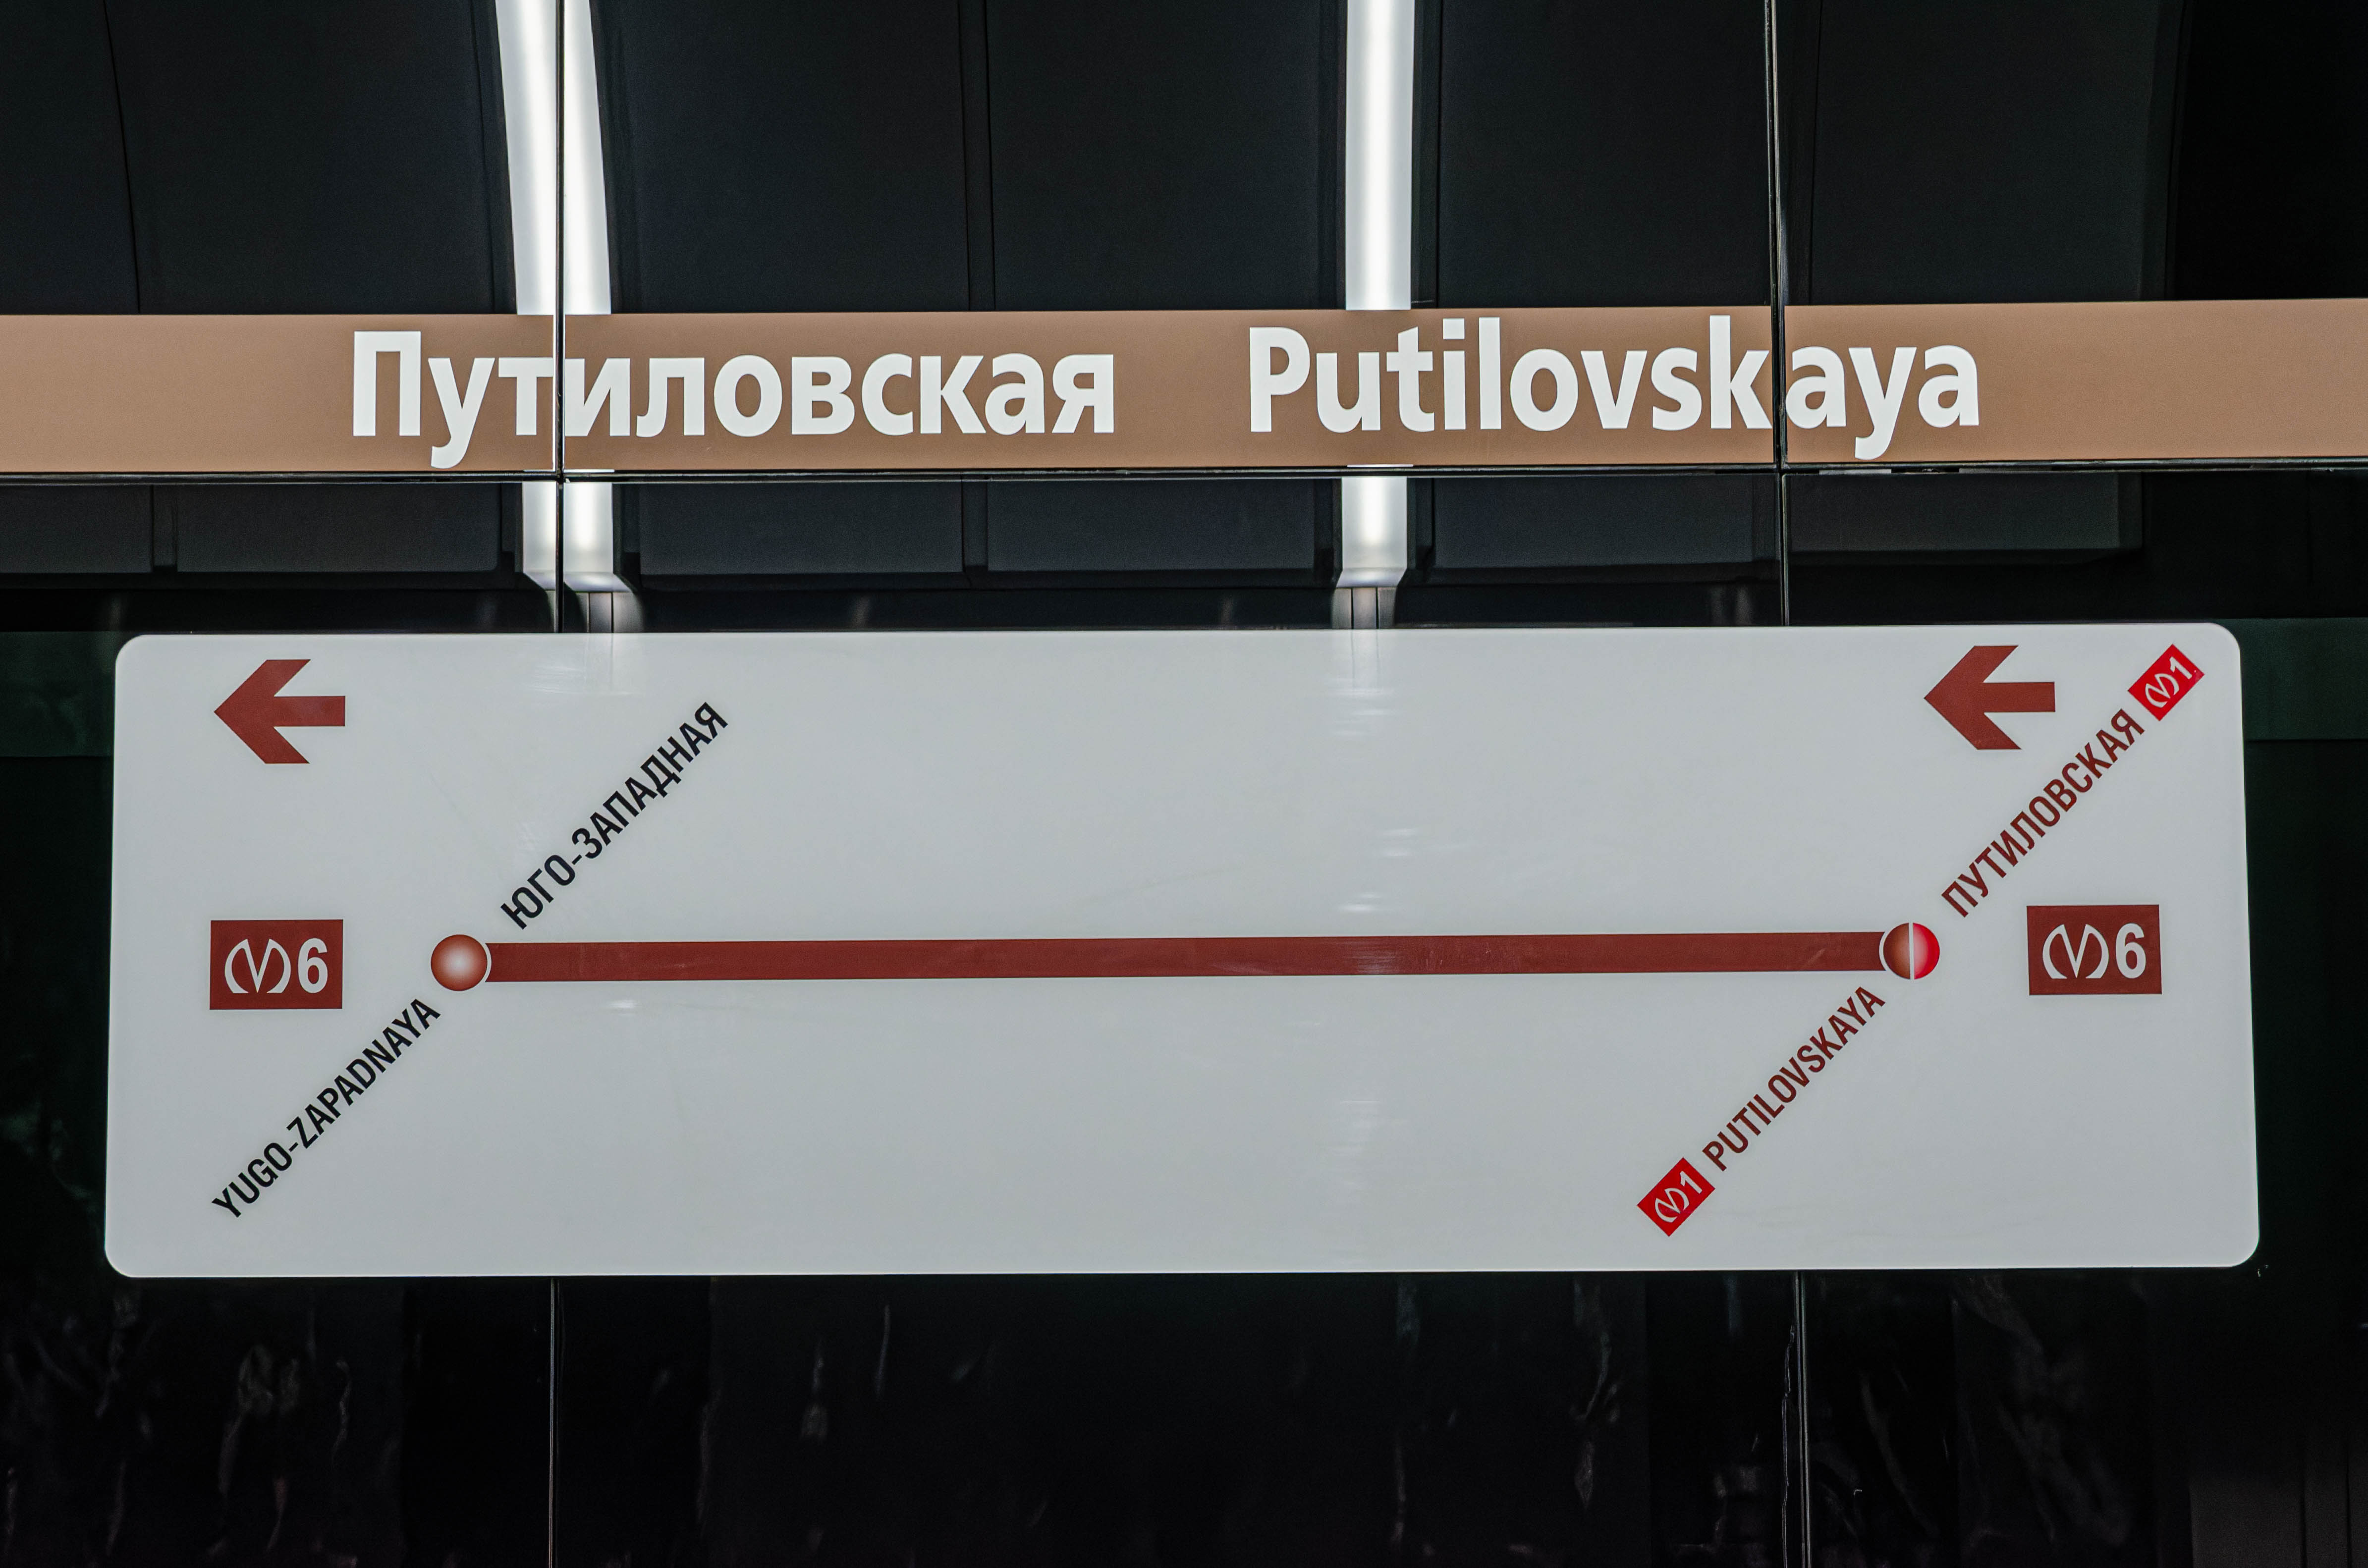 Путиловская Putilovskaya
ЮГО-ЗАПАДНАЯ
YUGO-ZAPADNAYA
6
ПУТИЛОВСКАЯ 1
1 PUTILOVSKAYA
6